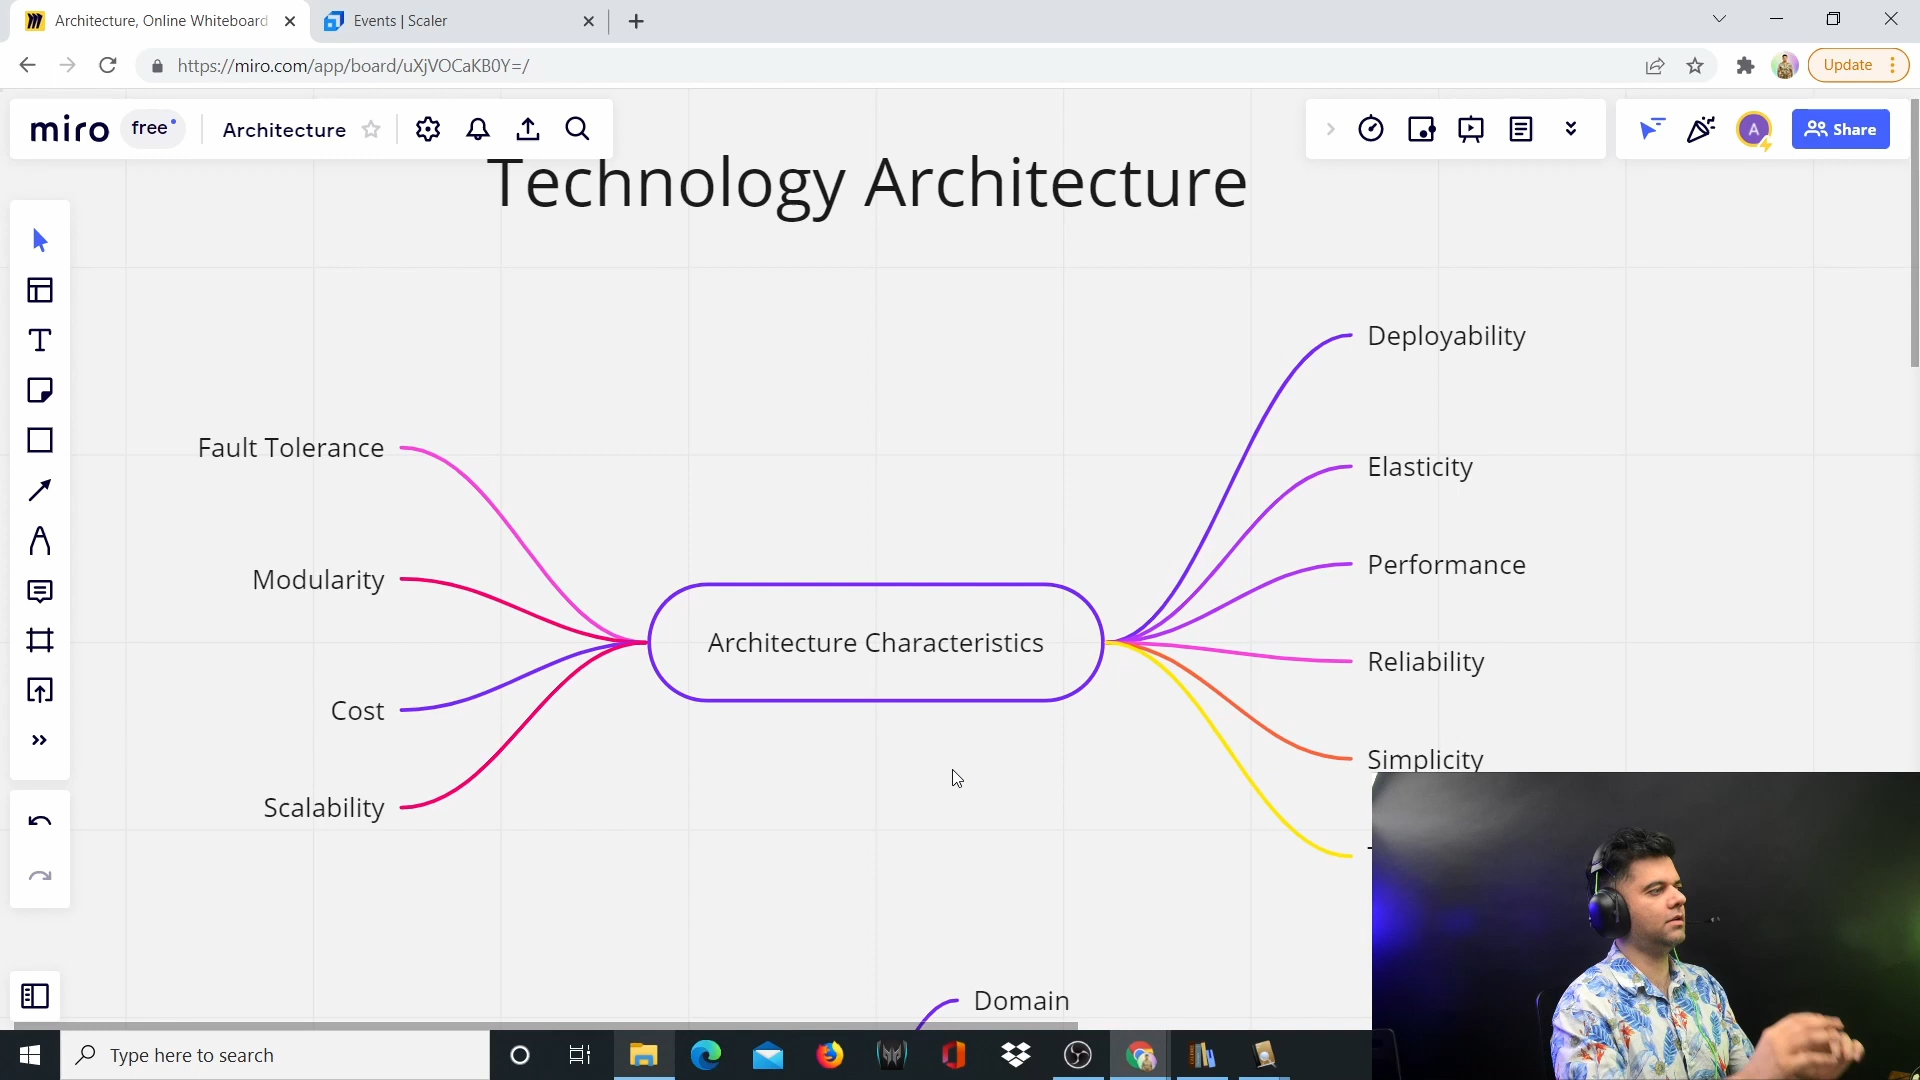 Architecture, Online Whiteboard
Events | Scaler
https://miro.com/app/board/uXjVOCaKB0Y=/
Update
miro
free
Architecture
A
Share
Technology Architecture
Deployability
Fault Tolerance
Elasticity
Modularity
Performance
Architecture Characteristics
Reliability
Cost
Simplicity
Scalability
Domain
Type here to search